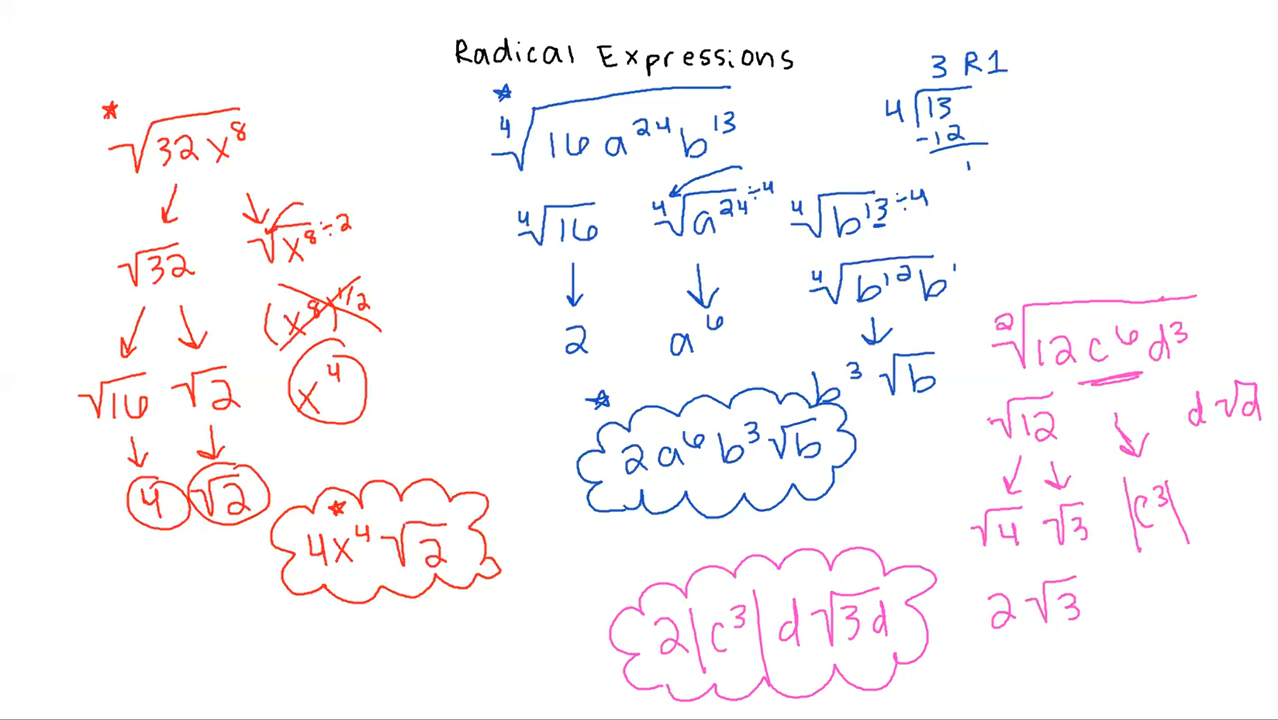 Radical Expressions
★
√(32x⁸)
√32
√(x⁸÷²)
(x⁸)^(1/2)
√16 √2
x⁴
4 √2
★
4x⁴√2
★
⁴√(16a²⁴b¹³)
3 R1
4⟌13
-12
1
⁴√16
⁴√(a²⁴÷⁴)
⁴√(b¹³÷⁴)
⁴√(b¹²b¹)
2
a⁶
b³√b
★
2a⁶b³√b
²√(12c⁶d³)
√12
d√d
√4 √3
|c³|
2√3
2|c³|d√(3d)